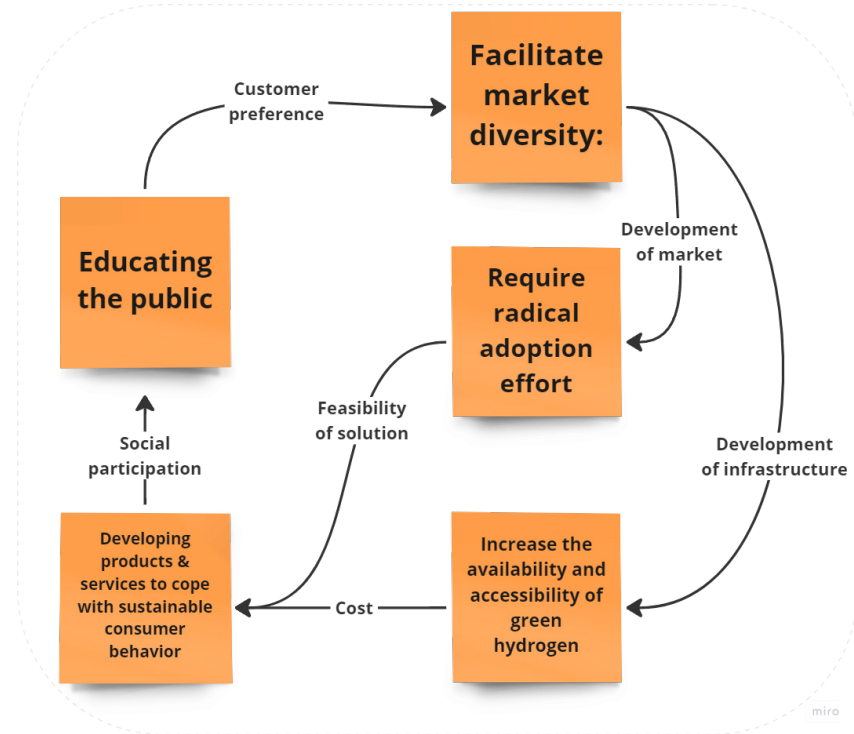 Facilitate
market
diversity:
Customer
preference
Educating
the public
Development
of market
Require
radical
adoption
effort
Feasibility
of solution
Development
of infrastructure
Social
participation
Developing
products &
services to cope
with sustainable
consumer
behavior
Cost
Increase the
availability and
accessibility of
green
hydrogen
miro